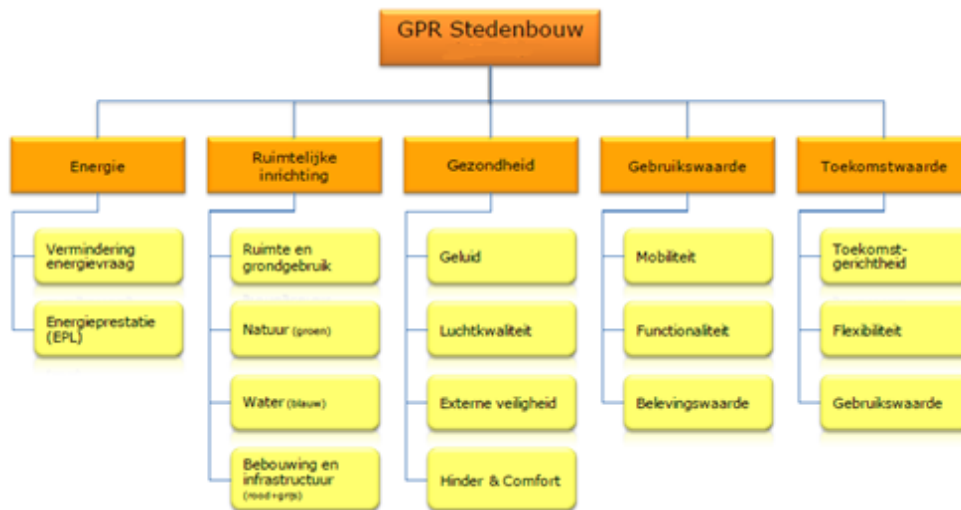 GPR Stedenbouw
Energie
Ruimtelijke
inrichting
Gezondheid
Gebruikswaarde
Toekomstwaarde
Vermindering
energievraag
Energieprestatie
(EPL)
Ruimte en
grondgebruik
Natuur (groen)
Water (blauw)
Bebouwing en
infrastructuur
(rood+grijs)
Geluid
Luchtkwaliteit
Externe veiligheid
Hinder & Comfort
Mobiliteit
Functionaliteit
Belevingswaarde
Toekomst-
gerichtheid
Flexibiliteit
Gebruikswaarde